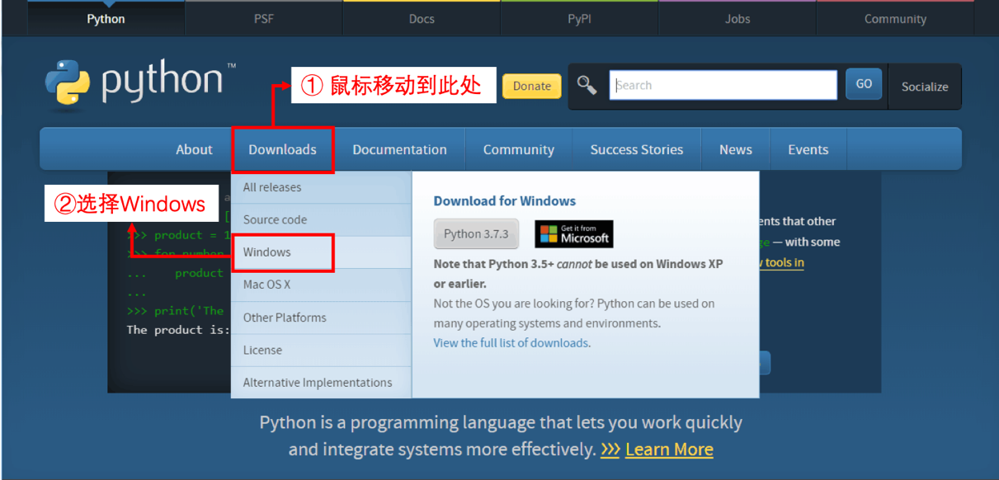 Python
PSF
Docs
PyPI
Jobs
Community
python™
① 鼠标移动到此处
Donate
Search
GO
Socialize
About
Downloads
Documentation
Community
Success Stories
News
Events
②选择Windows
All releases
Source code
Windows
Mac OS X
Other Platforms
License
Alternative Implementations
>>> product = 1
... product
...
>>> print('The
The product is:
Download for Windows
Python 3.7.3
Get it from
Microsoft
Note that Python 3.5+ cannot be used on Windows XP
or earlier.
Not the OS you are looking for? Python can be used on
many operating systems and environments.
View the full list of downloads.
ents that other
ge — with some
tools in
Python is a programming language that lets you work quickly
and integrate systems more effectively. >>> Learn More